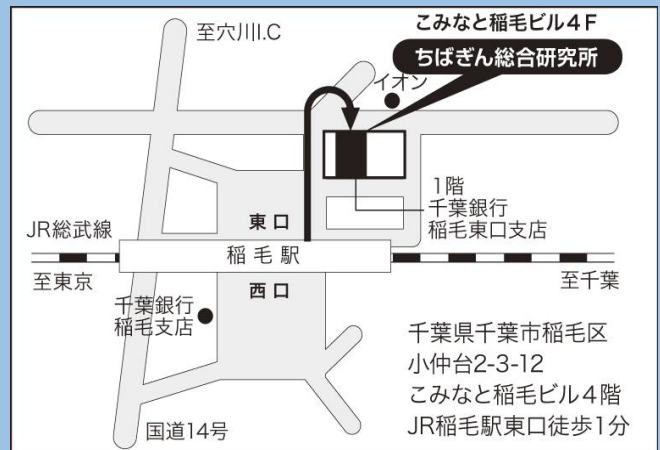 こみなと稲毛ビル4F
ちばぎん総合研究所
至穴川I.C
イオン
1階
千葉銀行
稲毛東口支店
東口
JR総武線
稲毛駅
至東京
至千葉
西口
千葉銀行
稲毛支店
国道14号
千葉県千葉市稲毛区
小仲台2-3-12
こみなと稲毛ビル4階
JR稲毛駅東口徒歩1分